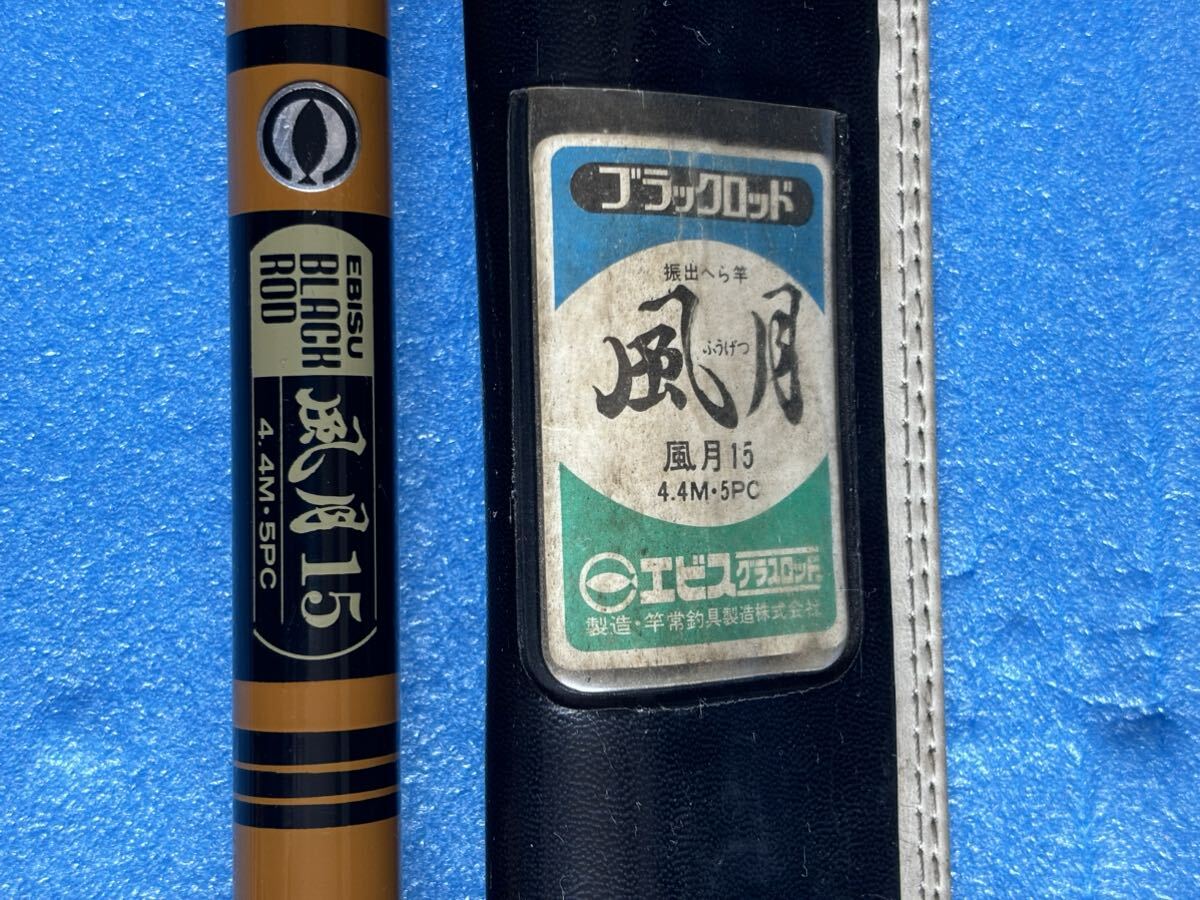 EBISU
BLACK
ROD
風月 15
4.4M・5PC
ブラックロッド
振出へら竿
風月
ふうげつ
風月15
4.4M・5PC
エビスグラスロッド
製造・竿常釣具製造株式会社